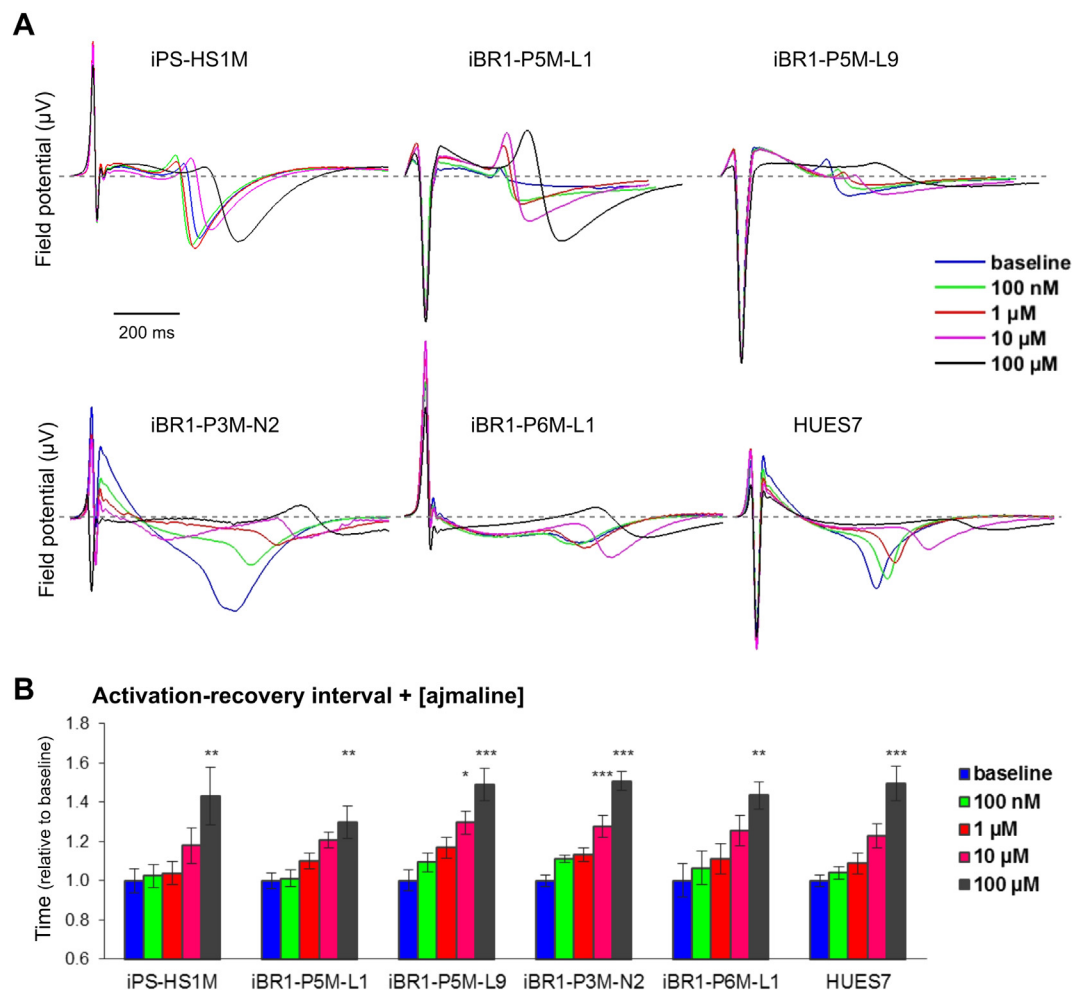 A
iPS-HS1M iBR1-P5M-L1 iBR1-P5M-L9
Field potential (µV)
baseline
100 nM
1 µM
10 µM
100 µM
200 ms
iBR1-P3M-N2 iBR1-P6M-L1 HUES7
Field potential (µV)
B
Activation-recovery interval + [ajmaline]
Time (relative to baseline)
1.8
1.6
1.4
1.2
1.0
0.8
0.6
** ** * *** *** *** ** ***
baseline
100 nM
1 µM
10 µM
100 µM
iPS-HS1M iBR1-P5M-L1 iBR1-P5M-L9 iBR1-P3M-N2 iBR1-P6M-L1 HUES7